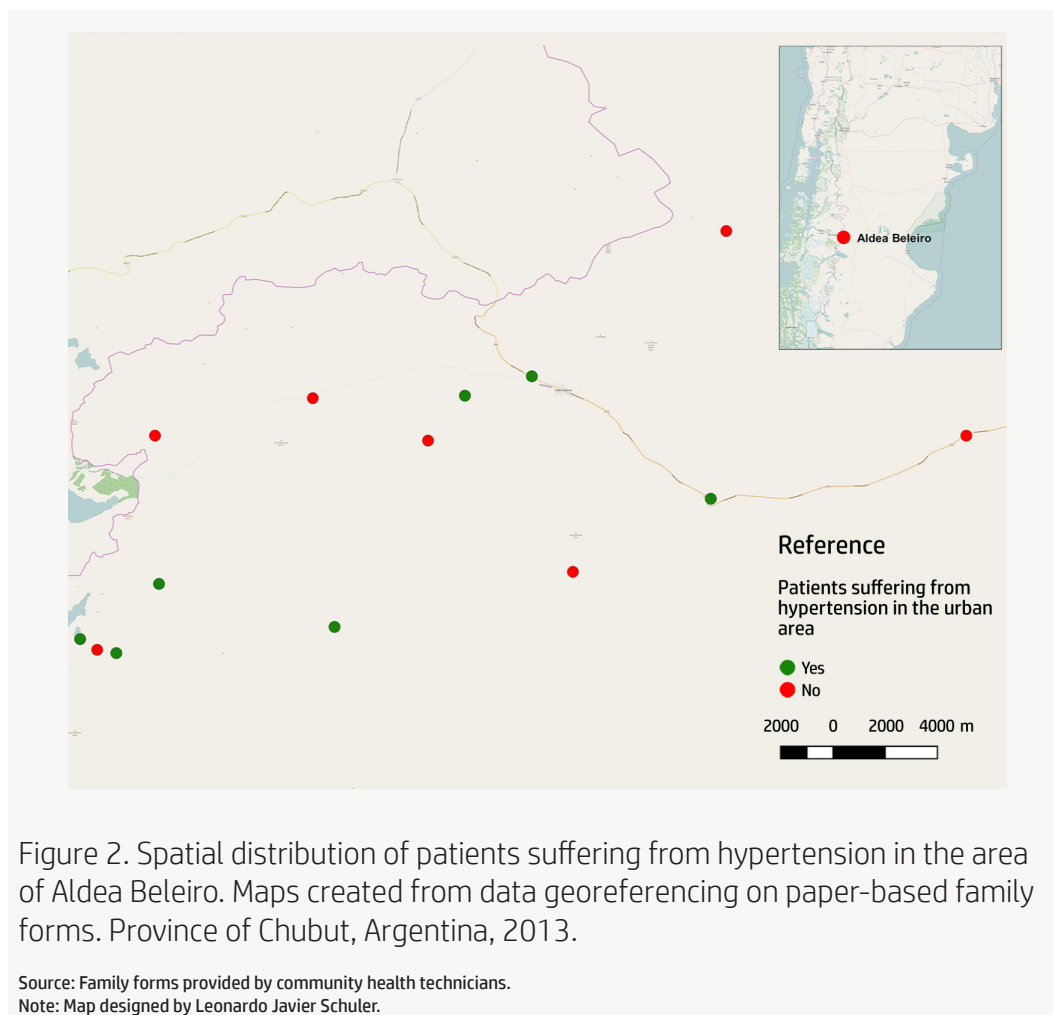 Aldea Beleiro
Reference
Patients suffering from
hypertension in the urban
area
Yes
No
2000 0 2000 4000 m
Figure 2. Spatial distribution of patients suffering from hypertension in the area
of Aldea Beleiro. Maps created from data georeferencing on paper-based family
forms. Province of Chubut, Argentina, 2013.
Source: Family forms provided by community health technicians.
Note: Map designed by Leonardo Javier Schuler.